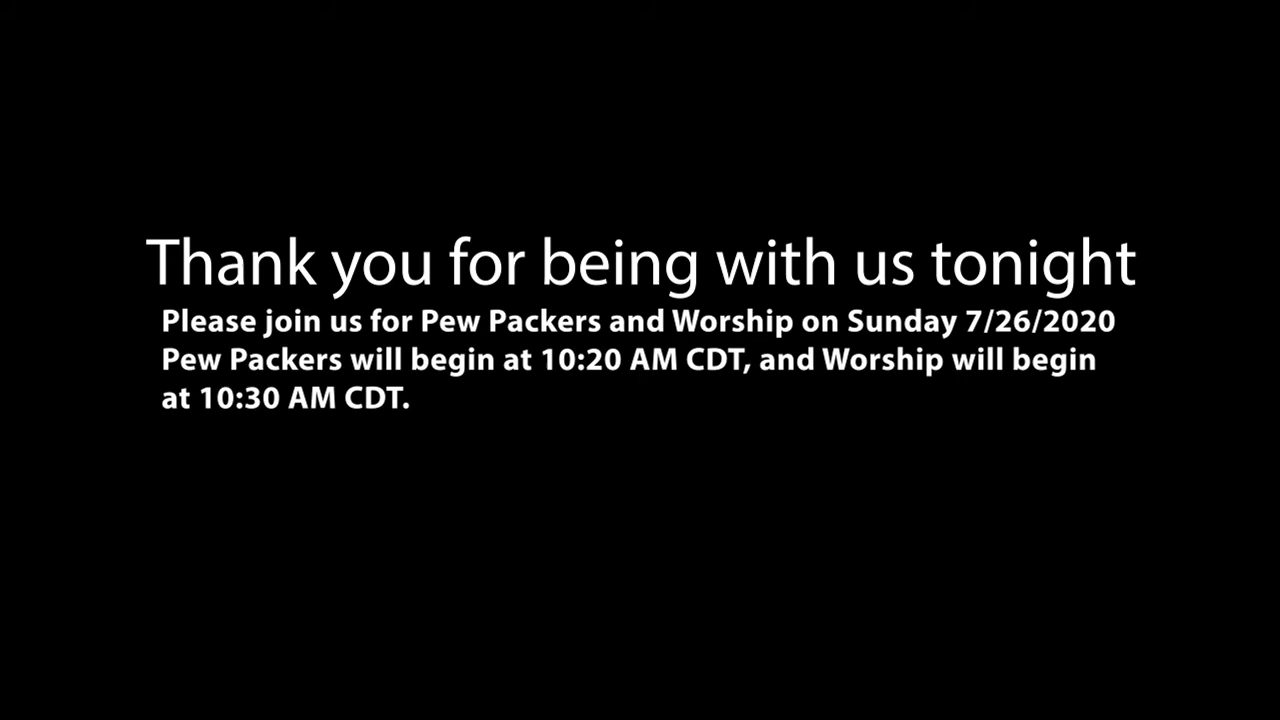 Thank you for being with us tonight
Please join us for Pew Packers and Worship on Sunday 7/26/2020
Pew Packers will begin at 10:20 AM CDT, and Worship will begin
at 10:30 AM CDT.